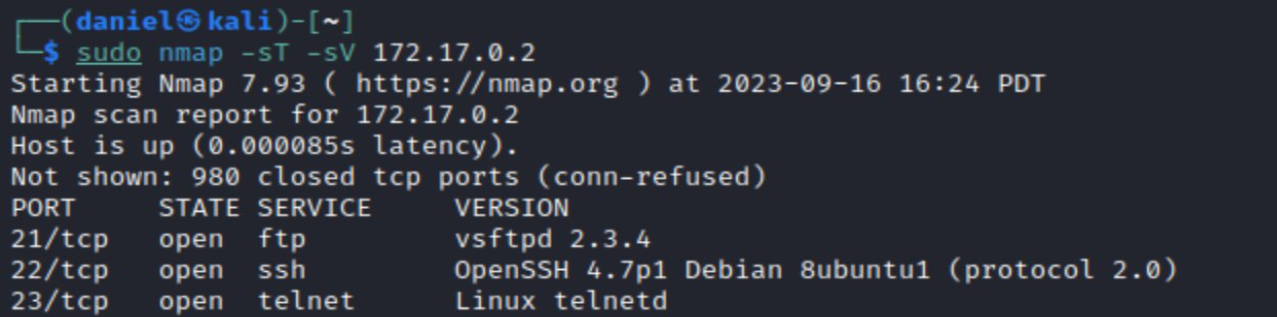 ┌──(daniel㉿kali)-[~]
└─$ sudo nmap -sT -sV 172.17.0.2
Starting Nmap 7.93 ( https://nmap.org ) at 2023-09-16 16:24 PDT
Nmap scan report for 172.17.0.2
Host is up (0.000085s latency).
Not shown: 980 closed tcp ports (conn-refused)
PORT     STATE SERVICE     VERSION
21/tcp   open  ftp         vsftpd 2.3.4
22/tcp   open  ssh         OpenSSH 4.7p1 Debian 8ubuntu1 (protocol 2.0)
23/tcp   open  telnet      Linux telnetd